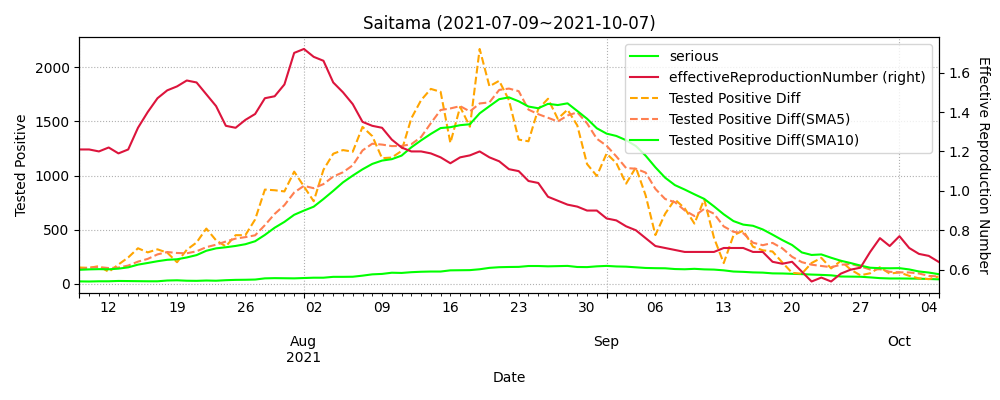 Saitama (2021-07-09~2021-10-07)
serious
effectiveReproductionNumber (right)
Tested Positive Diff
Tested Positive Diff(SMA5)
Tested Positive Diff(SMA10)
Tested Positive
2000
1500
1000
500
0
Effective Reproduction Number
1.6
1.4
1.2
1.0
0.8
0.6
12 19 26 02 09 16 23 30 06 13 20 27 04
Aug Sep Oct
2021
Date